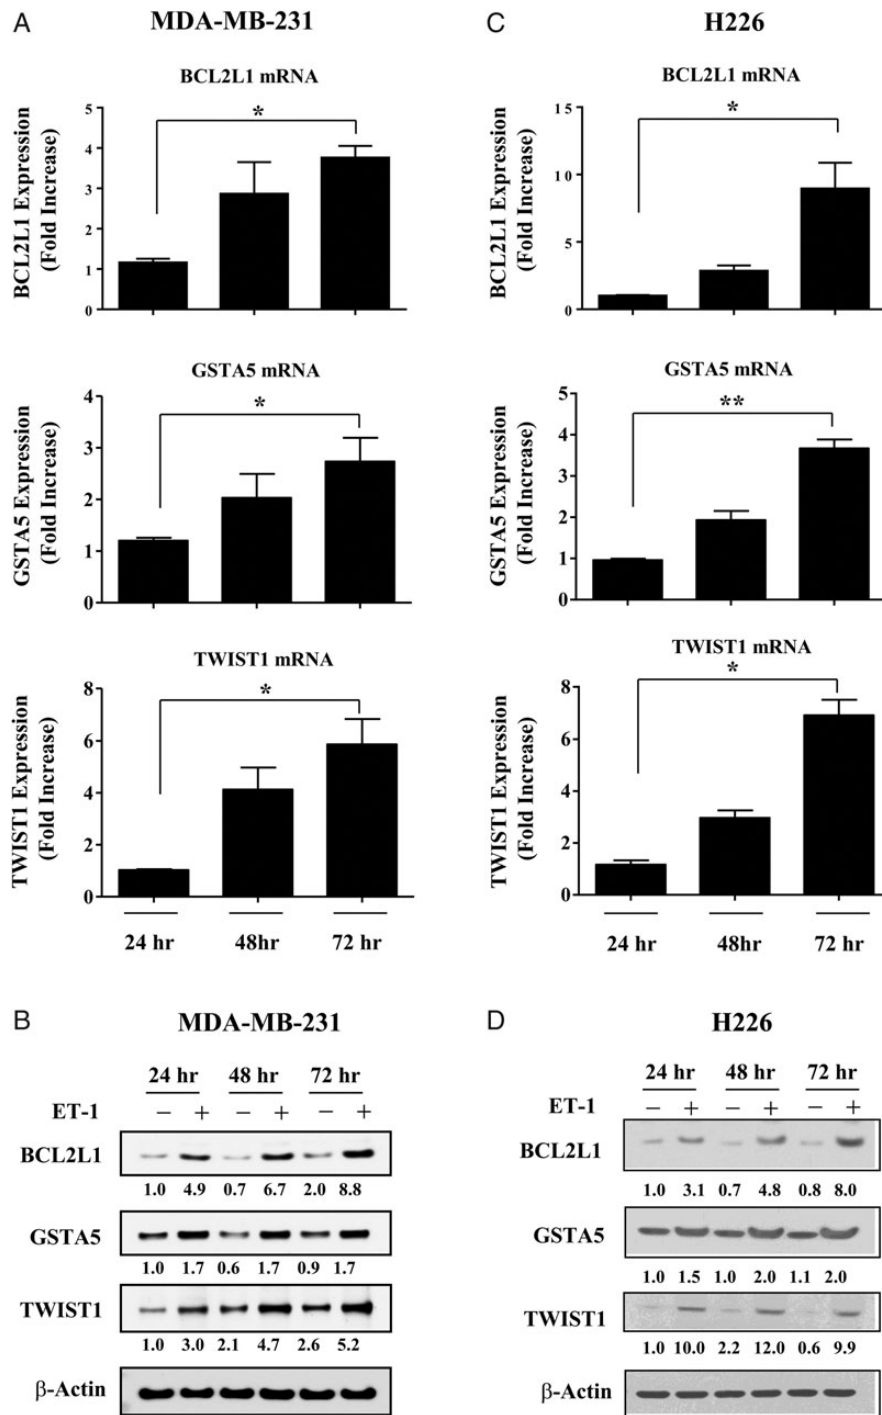 A
MDA-MB-231
BCL2L1 mRNA
BCL2L1 Expression
(Fold Increase)
5
4
3
2
1
0
*
GSTA5 mRNA
GSTA5 Expression
(Fold Increase)
4
3
2
1
0
*
TWIST1 mRNA
TWIST1 Expression
(Fold Increase)
8
6
4
2
0
*
24 hr 48hr 72 hr
C
H226
BCL2L1 mRNA
BCL2L1 Expression
(Fold Increase)
15
10
5
0
*
GSTA5 mRNA
GSTA5 Expression
(Fold Increase)
5
4
3
2
1
0
**
TWIST1 mRNA
TWIST1 Expression
(Fold Increase)
8
6
4
2
0
*
24 hr 48hr 72 hr
B
MDA-MB-231
24 hr 48 hr 72 hr
ET-1 − + − + − +
BCL2L1
1.0 4.9 0.7 6.7 2.0 8.8
GSTA5
1.0 1.7 0.6 1.7 0.9 1.7
TWIST1
1.0 3.0 2.1 4.7 2.6 5.2
β-Actin
D
H226
24 hr 48 hr 72 hr
ET-1 − + − + − +
BCL2L1
1.0 3.1 0.7 4.8 0.8 8.0
GSTA5
1.0 1.5 1.0 2.0 1.1 2.0
TWIST1
1.0 10.0 2.2 12.0 0.6 9.9
β-Actin